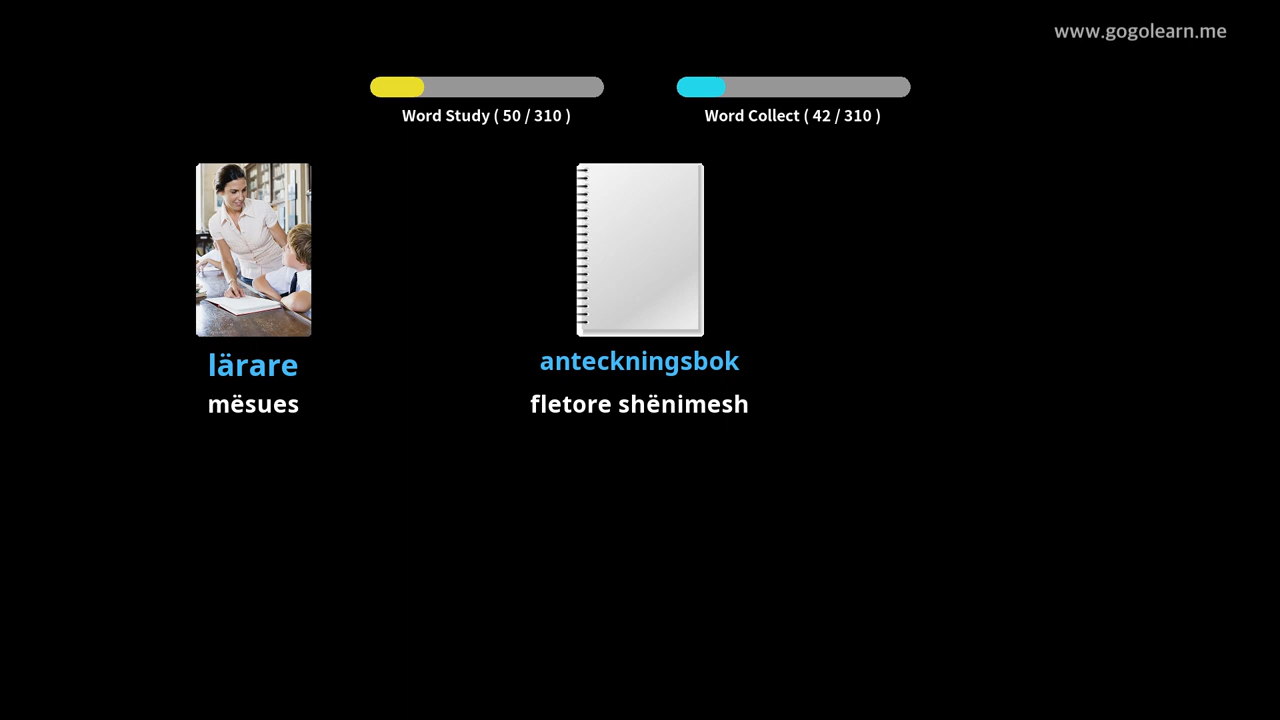 www.gogolearn.me
Word Study ( 50 / 310 )
Word Collect ( 42 / 310 )
lärare
mësues
anteckningsbok
fletore shënimesh